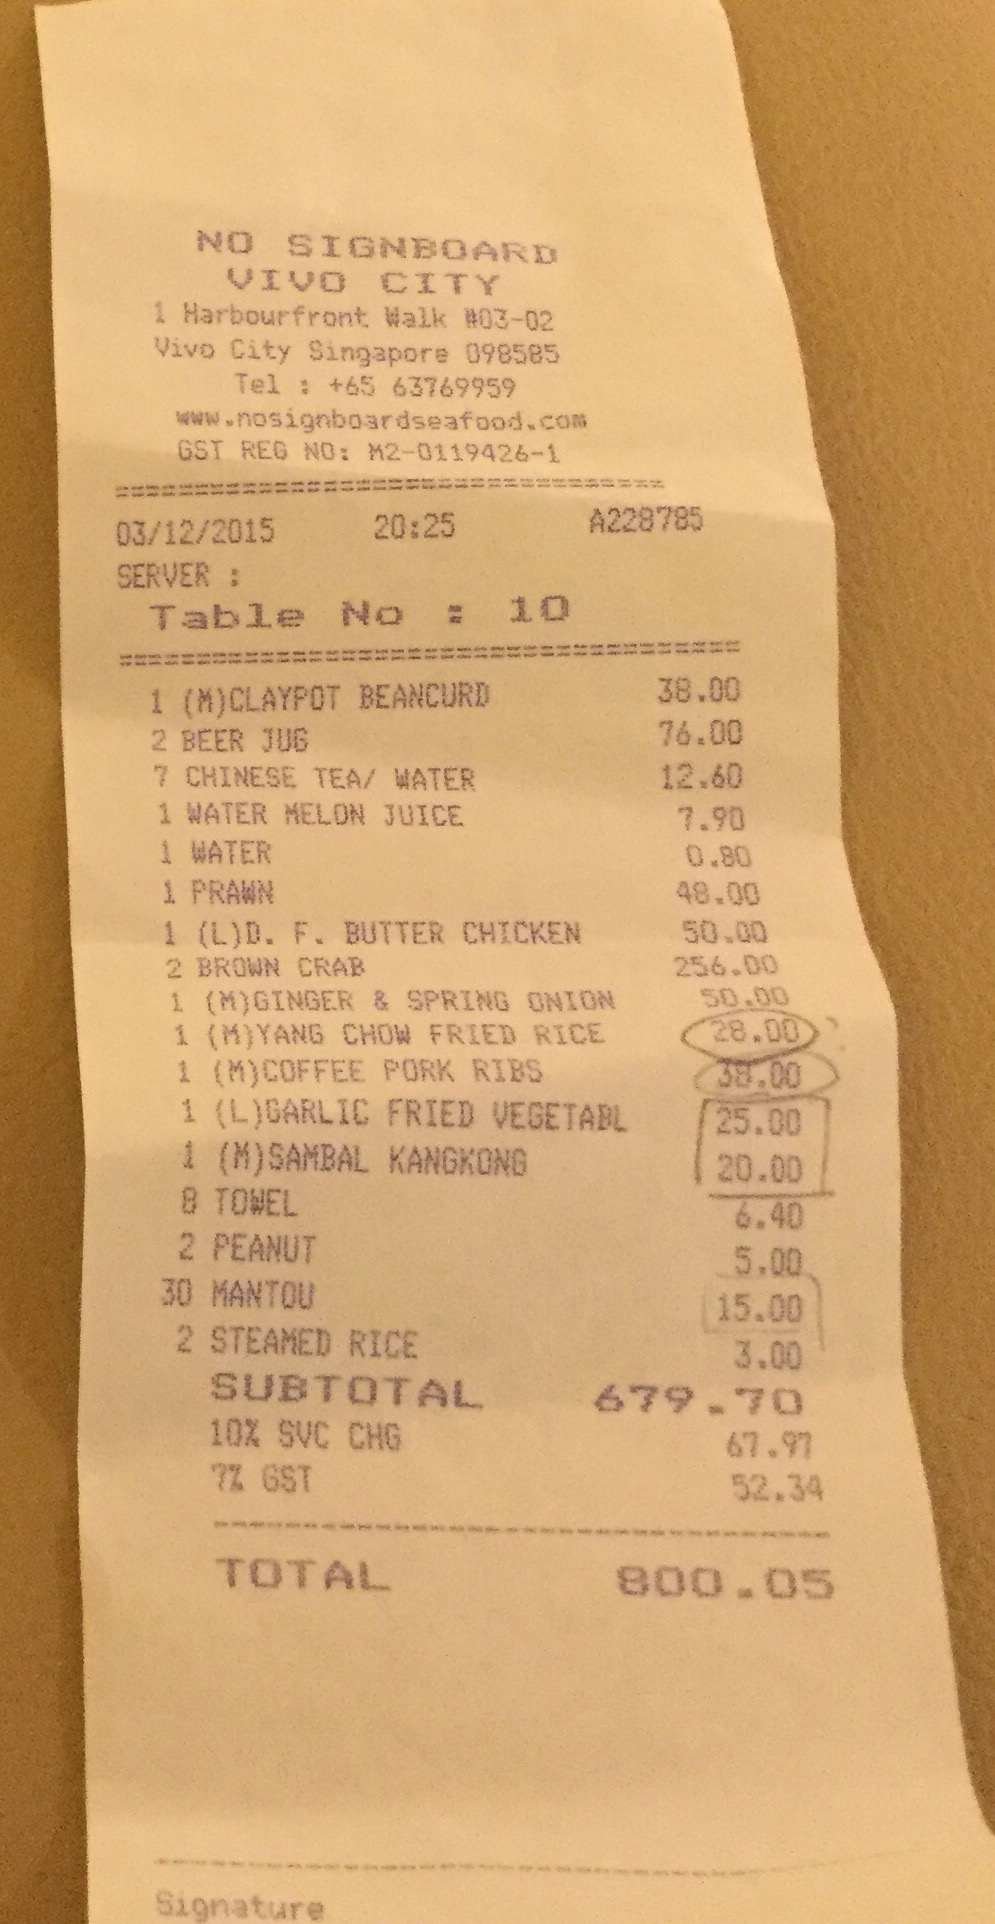 NO SIGNBOARD
VIVO CITY
1 Harbourfront Walk #03-02
Vivo City Singapore 098585
Tel : +65 63769959
www.nosignboardseafood.com
GST REG NO: M2-0119426-1
03/12/2015 20:25 A228785
SERVER :
Table No : 10
1 (M)CLAYPOT BEANCURD 38.00
2 BEER JUG 76.00
7 CHINESE TEA/ WATER 12.60
1 WATER MELON JUICE 7.90
1 WATER 0.80
1 PRAWN 48.00
1 (L)D. F. BUTTER CHICKEN 50.00
2 BROWN CRAB 256.00
1 (M)GINGER & SPRING ONION 50.00
1 (M)YANG CHOW FRIED RICE 28.00 ?
1 (M)COFFEE PORK RIBS 38.00
1 (L)GARLIC FRIED VEGETABL 25.00
1 (M)SAMBAL KANGKONG 20.00
8 TOWEL 6.40
2 PEANUT 5.00
30 MANTOU 15.00
2 STEAMED RICE 3.00
SUBTOTAL 679.70
10% SVC CHG 67.97
7% GST 52.34
TOTAL 800.05
Signature